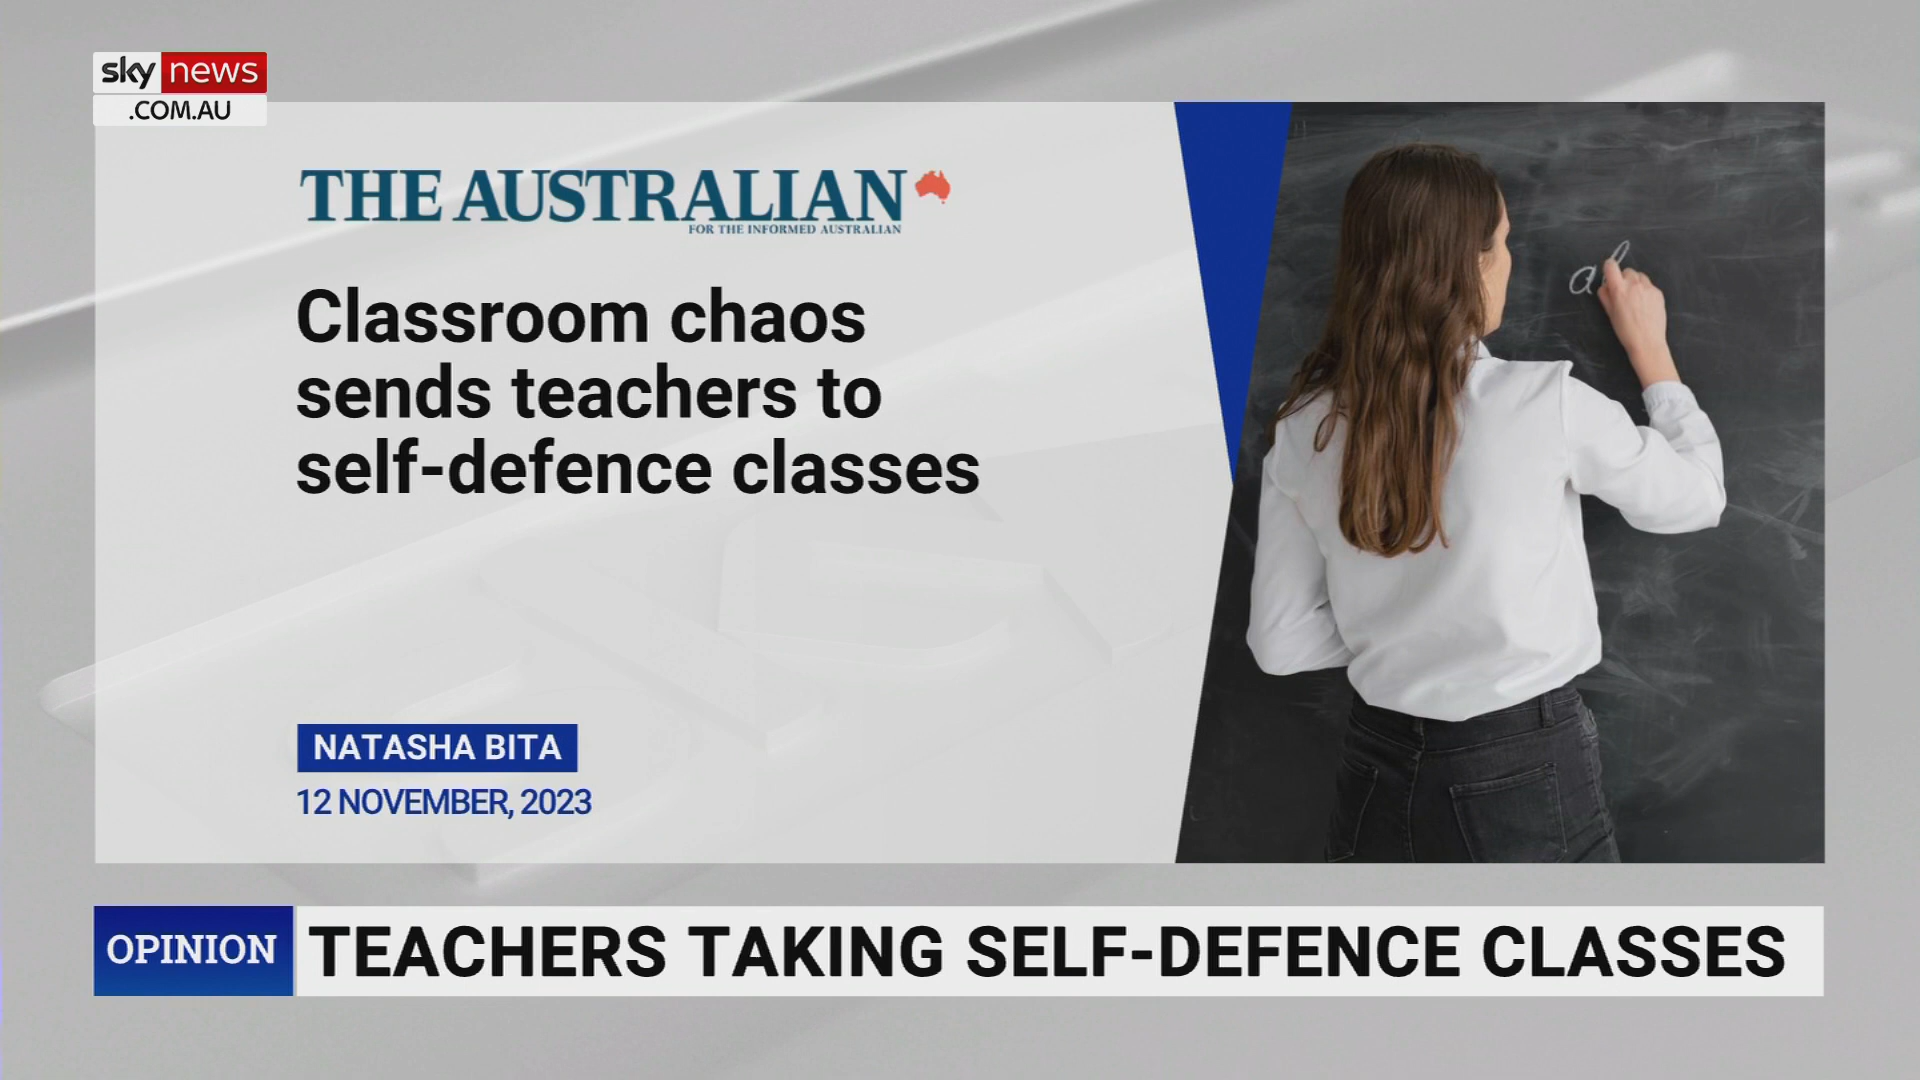 sky news
.COM.AU
THE AUSTRALIAN
FOR THE INFORMED AUSTRALIAN
Classroom chaos
sends teachers to
self-defence classes
al
NATASHA BITA
12 NOVEMBER, 2023
OPINION TEACHERS TAKING SELF-DEFENCE CLASSES